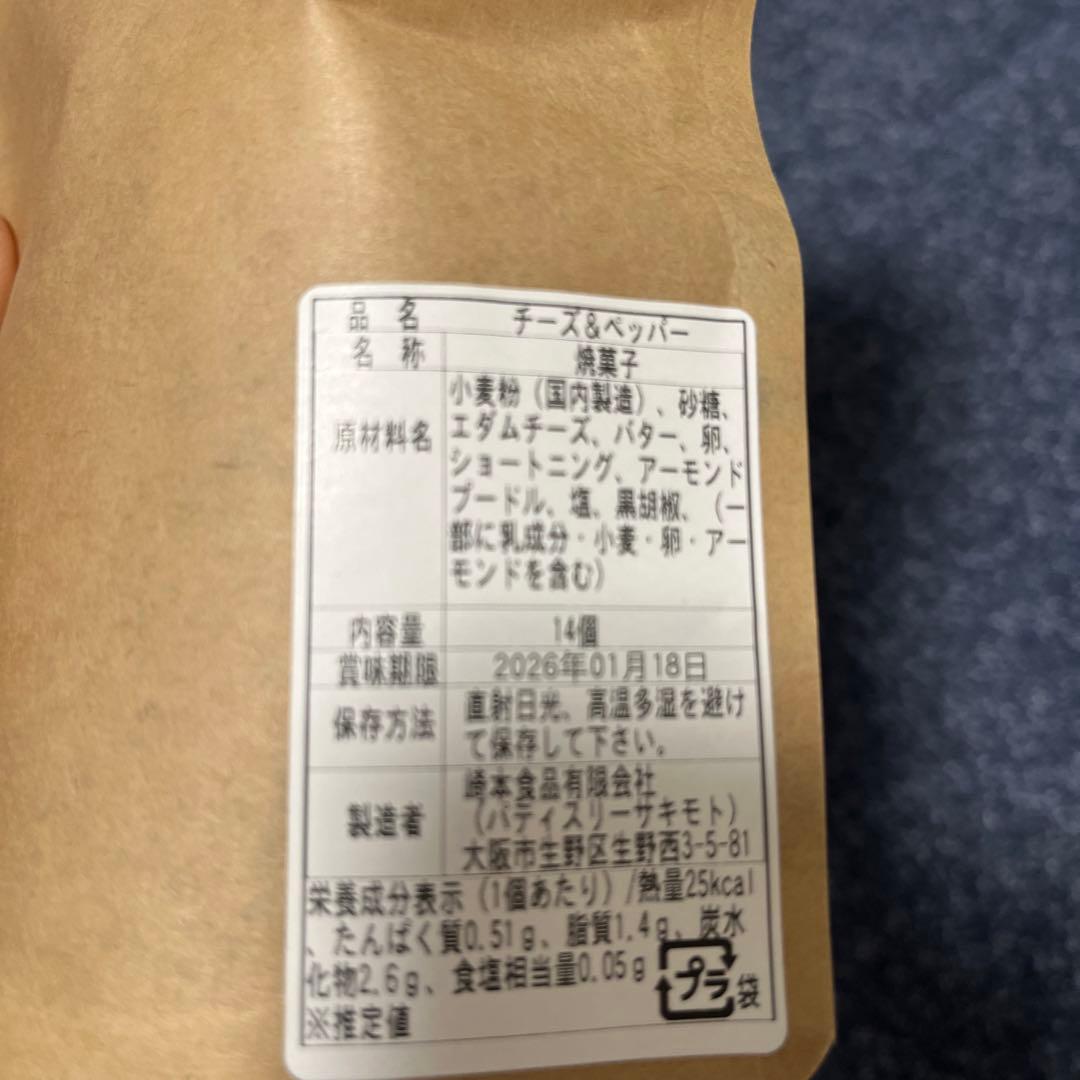 品名 チーズ&ペッパー
名称 焼菓子
原材料名 小麦粉（国内製造）、砂糖、
エダムチーズ、バター、卵、
ショートニング、アーモンド
プードル、塩、黒胡椒、（一
部に乳成分・小麦・卵・アー
モンドを含む）
内容量 14個
賞味期限 2026年01月18日
保存方法 直射日光、高温多湿を避け
て保存して下さい。
製造者 崎本食品有限会社
（パティスリーサキモト）
大阪市生野区生野西3-5-81
栄養成分表示（1個あたり）/熱量25kcal
、たんぱく質0.51g、脂質1.4g、炭水
化物2.6g、食塩相当量0.05g
※推定値
プラ 袋